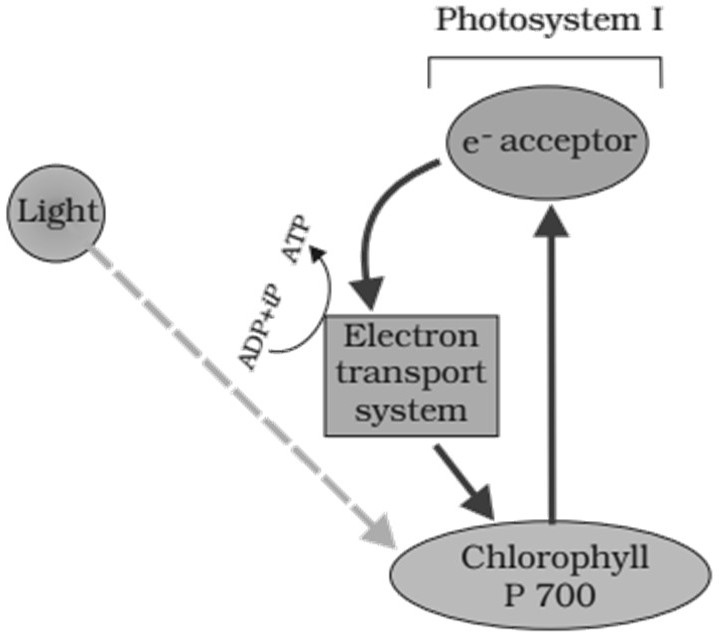 Photosystem I
e⁻ acceptor
Light
ATP
ADP+iP
Electron
transport
system
Chlorophyll
P 700